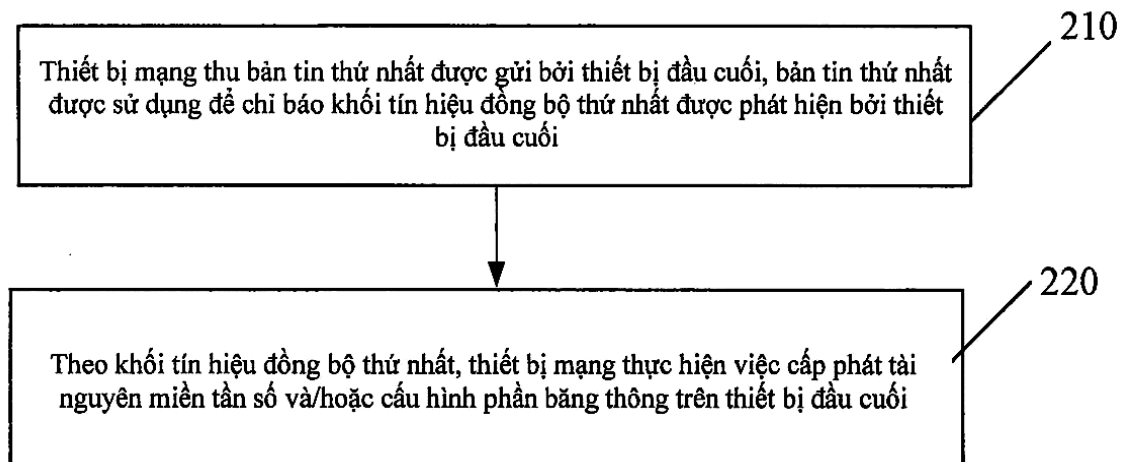 210
Thiết bị mạng thu bản tin thứ nhất được gửi bởi thiết bị đầu cuối, bản tin thứ nhất
được sử dụng để chỉ báo khối tín hiệu đồng bộ thứ nhất được phát hiện bởi thiết
bị đầu cuối
220
Theo khối tín hiệu đồng bộ thứ nhất, thiết bị mạng thực hiện việc cấp phát tài
nguyên miền tần số và/hoặc cấu hình phần băng thông trên thiết bị đầu cuối